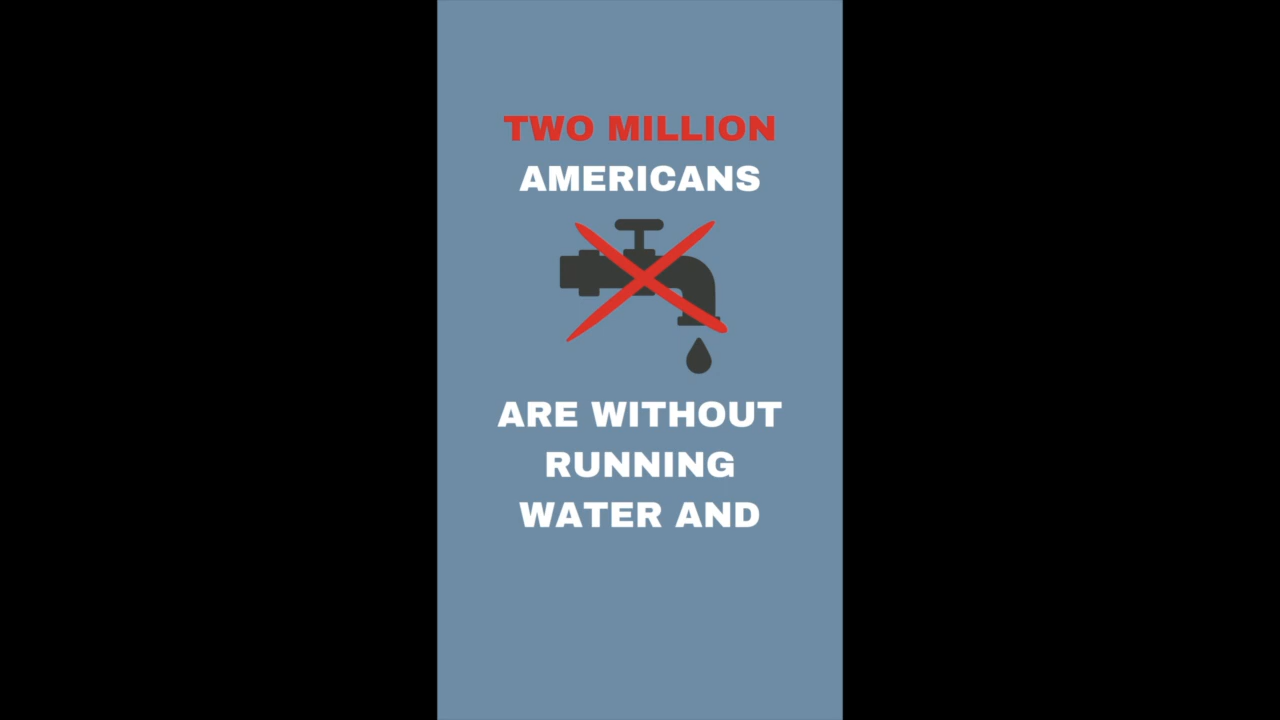 TWO MILLION
AMERICANS
ARE WITHOUT
RUNNING
WATER AND